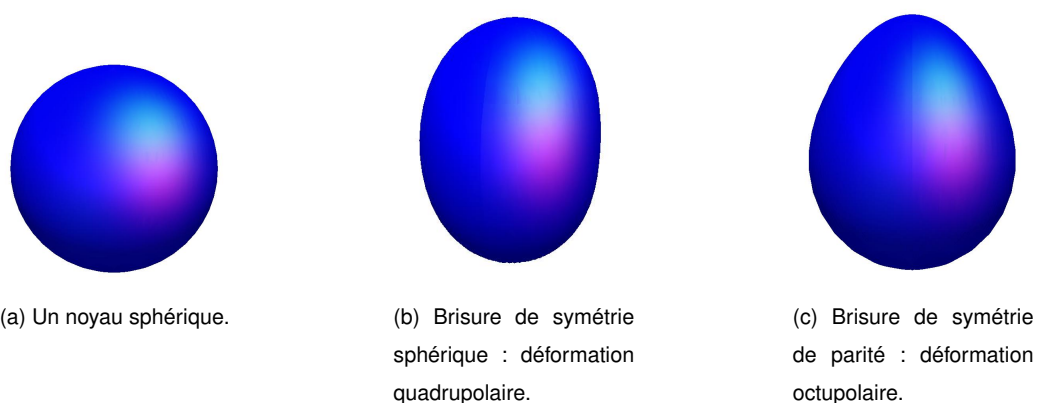 (a) Un noyau sphérique.
(b) Brisure de symétrie
sphérique : déformation
quadrupolaire.
(c) Brisure de symétrie
de parité : déformation
octupolaire.